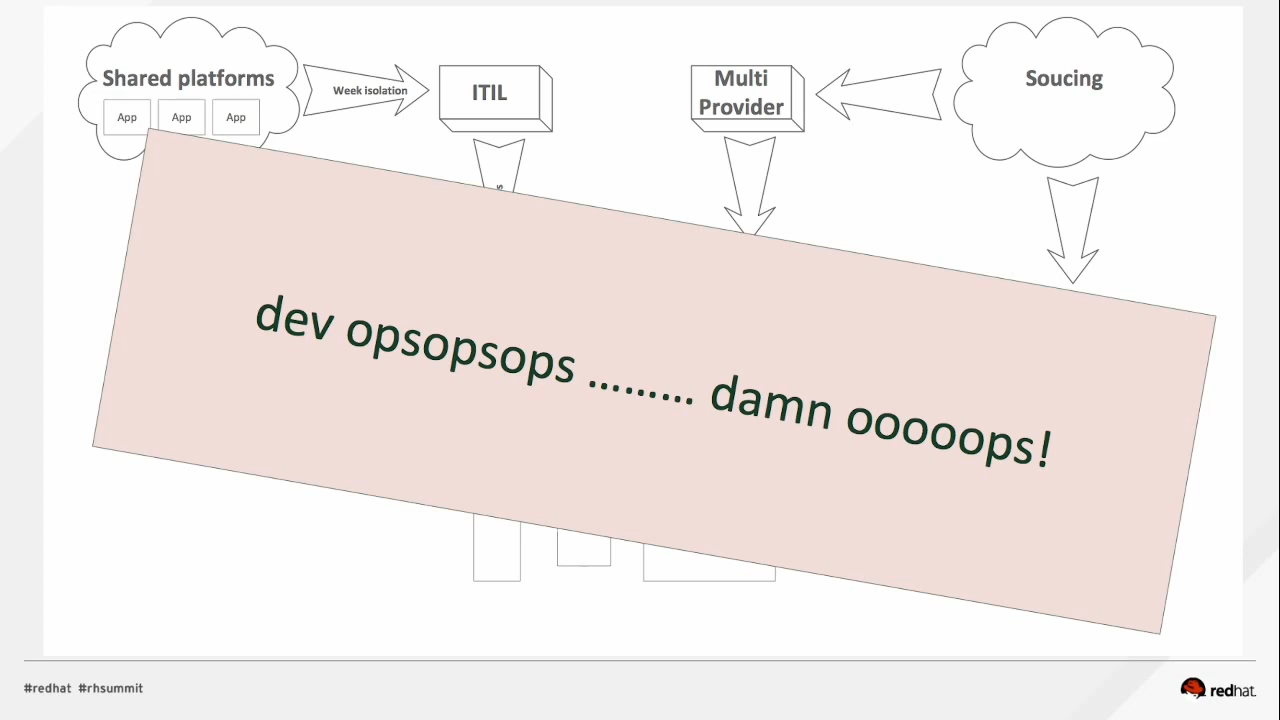 Shared platforms
App App App
Week isolation
ITIL
Multi
Provider
Soucing
s
dev opsopsops ......... damn ooooops!
#redhat #rhsummit
redhat.